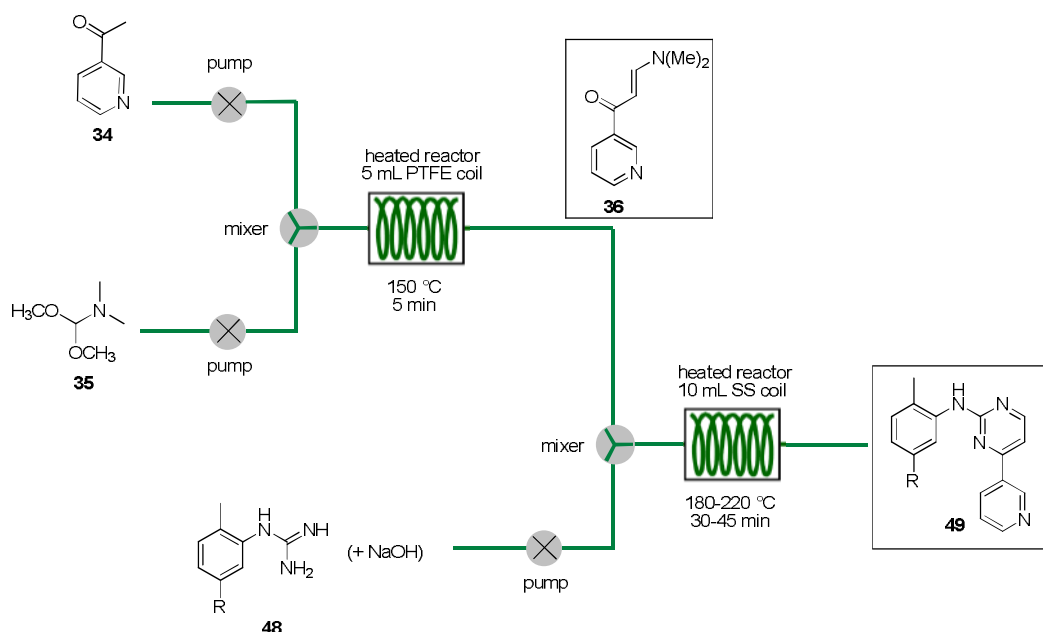 O
N
34
pump
heated reactor
5 mL PTFE coil
mixer
150 °C
5 min
N(Me)₂
O
N
36
H₃CO
N
OCH₃
35
pump
heated reactor
10 mL SS coil
mixer
180-220 °C
30-45 min
H
N
NH
NH₂
R
48
(+ NaOH)
pump
H
N
N
N
R
N
49